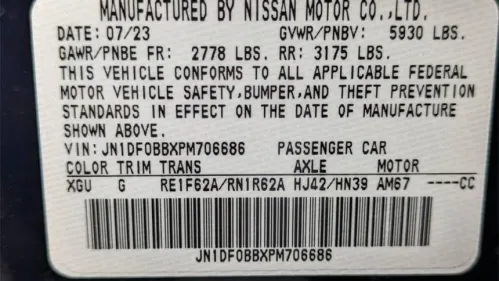 MANUFACTURED BY NISSAN MOTOR CO.,LTD.
DATE: 07/23 GVWR/PNBV: 5930 LBS.
GAWR/PNBE FR: 2778 LBS. RR: 3175 LBS.
THIS VEHICLE CONFORMS TO ALL APPLICABLE FEDERAL
MOTOR VEHICLE SAFETY,BUMPER,AND THEFT PREVENTION
STANDARDS IN EFFECT ON THE DATE OF MANUFACTURE
SHOWN ABOVE.
VIN: JN1DF0BBXPM706686 PASSENGER CAR
COLOR TRIM TRANS AXLE MOTOR
XGU G RE1F62A/RN1R62A HJ42/HN39 AM67 ----CC
JN1DF0BBXPM706686